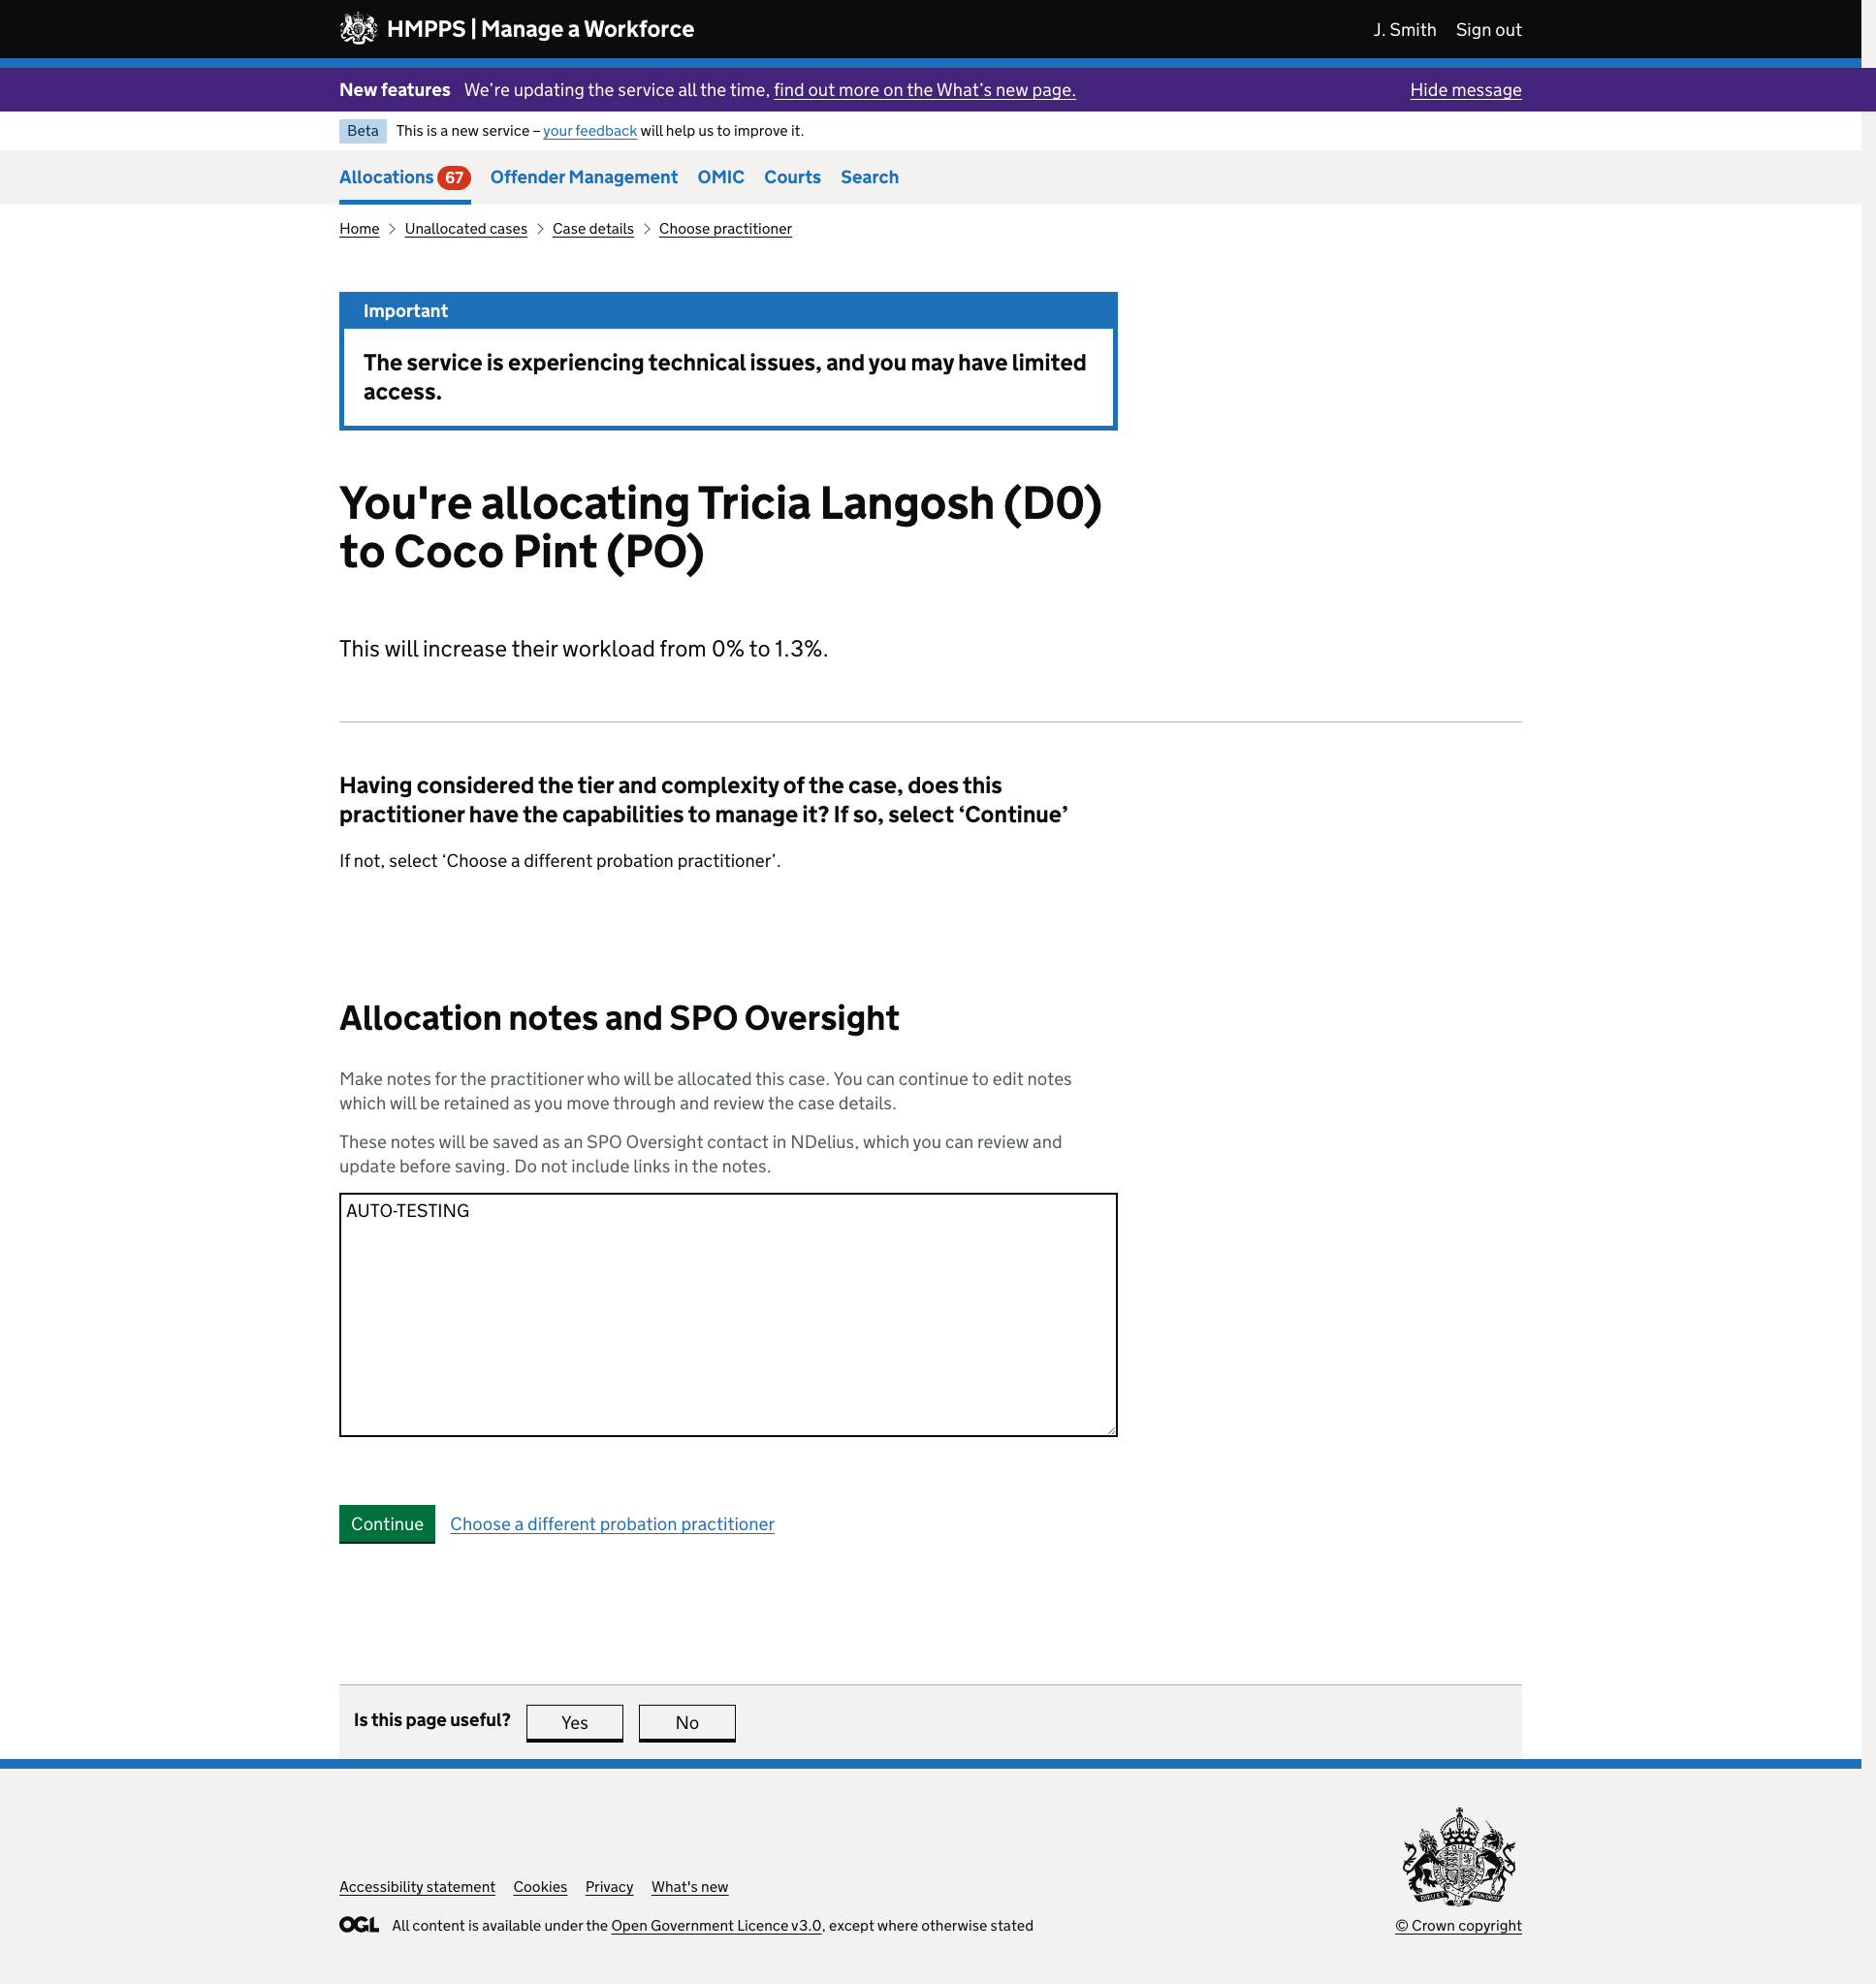 HMPPS | Manage a Workforce
J. Smith Sign out
New features We’re updating the service all the time, find out more on the What’s new page. Hide message
Beta This is a new service – your feedback will help us to improve it.
Allocations 67 Offender Management OMIC Courts Search
Home Unallocated cases Case details Choose practitioner
Important
The service is experiencing technical issues, and you may have limited
access.
You're allocating Tricia Langosh (D0)
to Coco Pint (PO)
This will increase their workload from 0% to 1.3%.
Having considered the tier and complexity of the case, does this
practitioner have the capabilities to manage it? If so, select ‘Continue’
If not, select ‘Choose a different probation practitioner’.
Allocation notes and SPO Oversight
Make notes for the practitioner who will be allocated this case. You can continue to edit notes
which will be retained as you move through and review the case details.
These notes will be saved as an SPO Oversight contact in NDelius, which you can review and
update before saving. Do not include links in the notes.
AUTO-TESTING
Continue Choose a different probation practitioner
Is this page useful? Yes No
Accessibility statement Cookies Privacy What's new
OGL All content is available under the Open Government Licence v3.0, except where otherwise stated
© Crown copyright